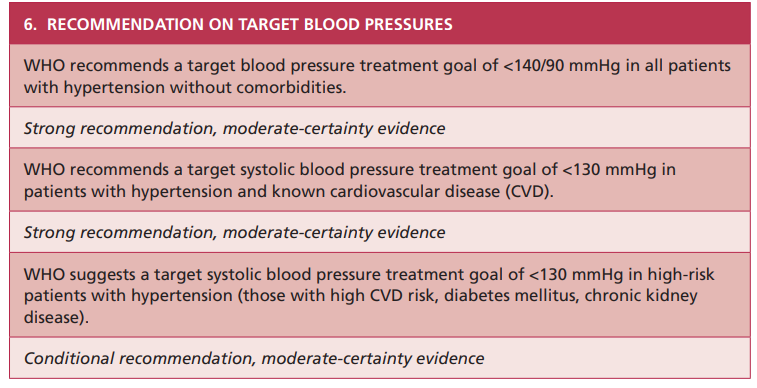 6. RECOMMENDATION ON TARGET BLOOD PRESSURES
WHO recommends a target blood pressure treatment goal of <140/90 mmHg in all patients
with hypertension without comorbidities.
Strong recommendation, moderate-certainty evidence
WHO recommends a target systolic blood pressure treatment goal of <130 mmHg in
patients with hypertension and known cardiovascular disease (CVD).
Strong recommendation, moderate-certainty evidence
WHO suggests a target systolic blood pressure treatment goal of <130 mmHg in high-risk
patients with hypertension (those with high CVD risk, diabetes mellitus, chronic kidney
disease).
Conditional recommendation, moderate-certainty evidence